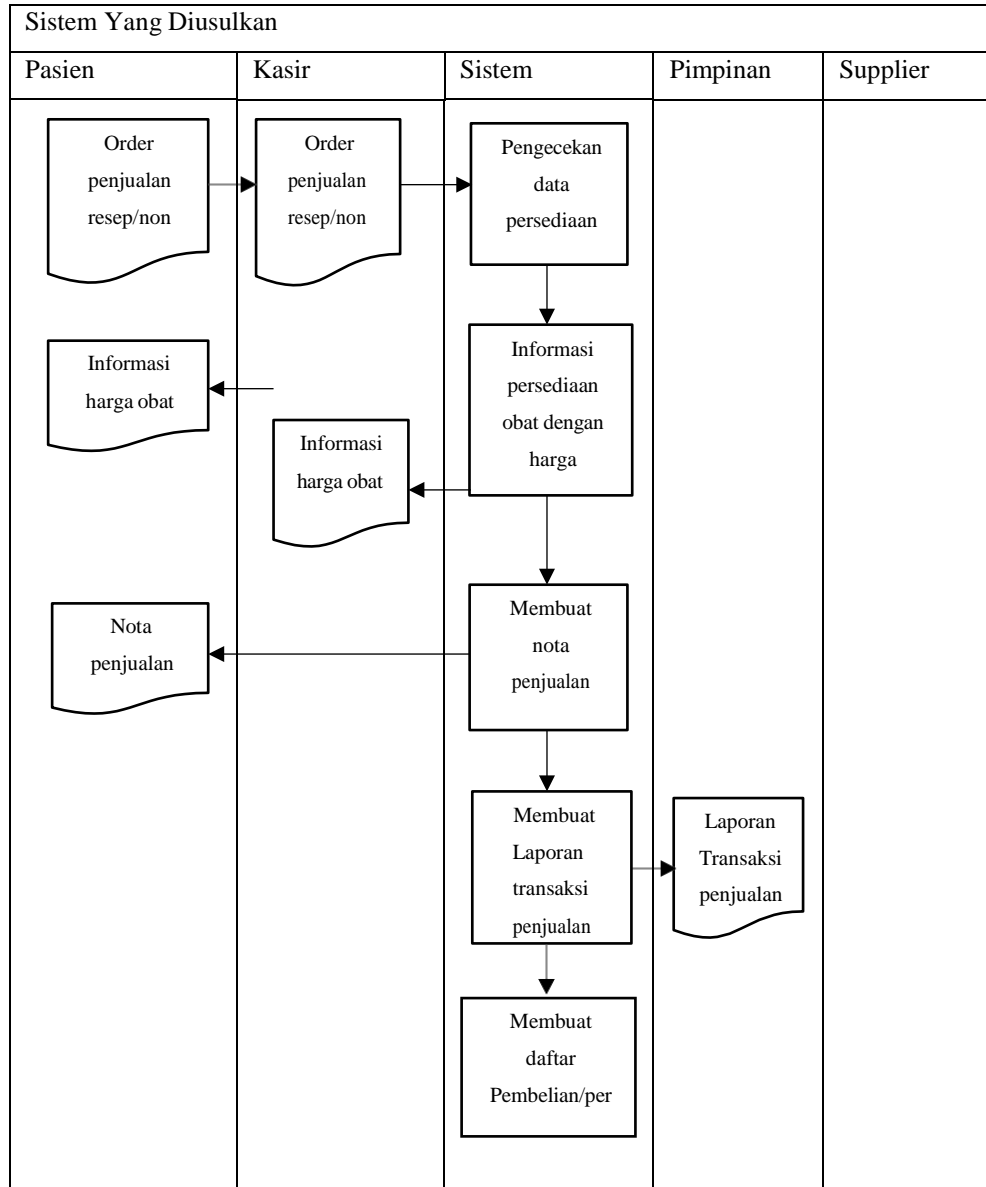 Sistem Yang Diusulkan
Pasien
Kasir
Sistem
Pimpinan
Supplier
Order
penjualan
resep/non
Order
penjualan
resep/non
Pengecekan
data
persediaan
Informasi
harga obat
Informasi
harga obat
Informasi
persediaan
obat dengan
harga
Nota
penjualan
Membuat
nota
penjualan
Membuat
Laporan
transaksi
penjualan
Laporan
Transaksi
penjualan
Membuat
daftar
Pembelian/per